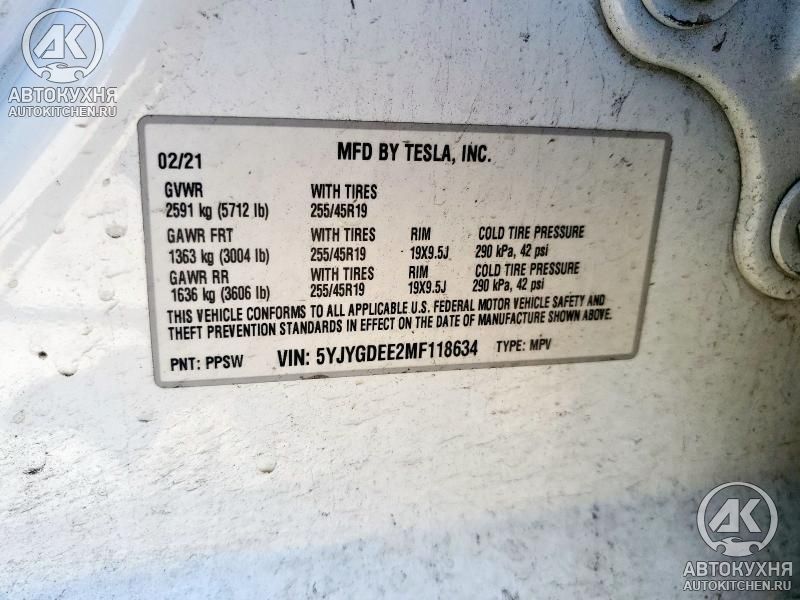 AK
АВТОКУХНЯ
AUTOKITCHEN.RU
02/21 MFD BY TESLA, INC.
GVWR WITH TIRES
2591 kg (5712 lb) 255/45R19
GAWR FRT WITH TIRES RIM COLD TIRE PRESSURE
1363 kg (3004 lb) 255/45R19 19X9.5J 290 kPa, 42 psi
GAWR RR WITH TIRES RIM COLD TIRE PRESSURE
1636 kg (3606 lb) 255/45R19 19X9.5J 290 kPa, 42 psi
THIS VEHICLE CONFORMS TO ALL APPLICABLE U.S. FEDERAL MOTOR VEHICLE SAFETY AND
THEFT PREVENTION STANDARDS IN EFFECT ON THE DATE OF MANUFACTURE SHOWN ABOVE.
PNT: PPSW VIN: 5YJYGDEE2MF118634 TYPE: MPV
AK
АВТОКУХНЯ
AUTOKITCHEN.RU